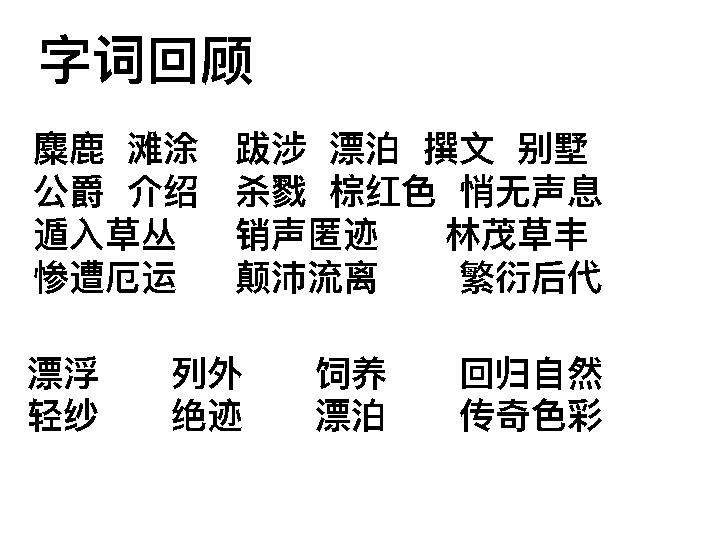 字词回顾
麋鹿 滩涂 跋涉 漂泊 撰文 别墅
公爵 介绍 杀戮 棕红色 悄无声息
遁入草丛 销声匿迹 林茂草丰
惨遭厄运 颠沛流离 繁衍后代
漂浮 列外 饲养 回归自然
轻纱 绝迹 漂泊 传奇色彩